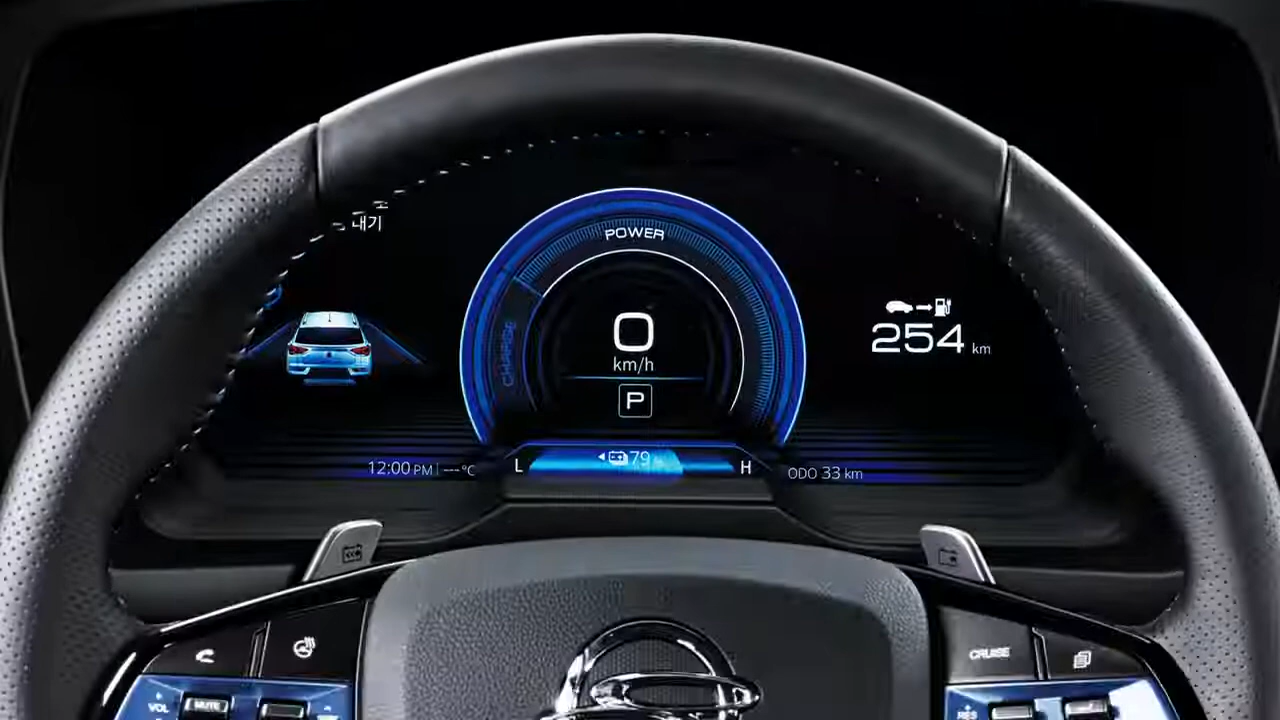 내기
POWER
CHARGE
0
km/h
254 km
P
12:00 PM --- °C
L
79
H
ODO 33 km
CRUISE
VOL
MUTE
RES